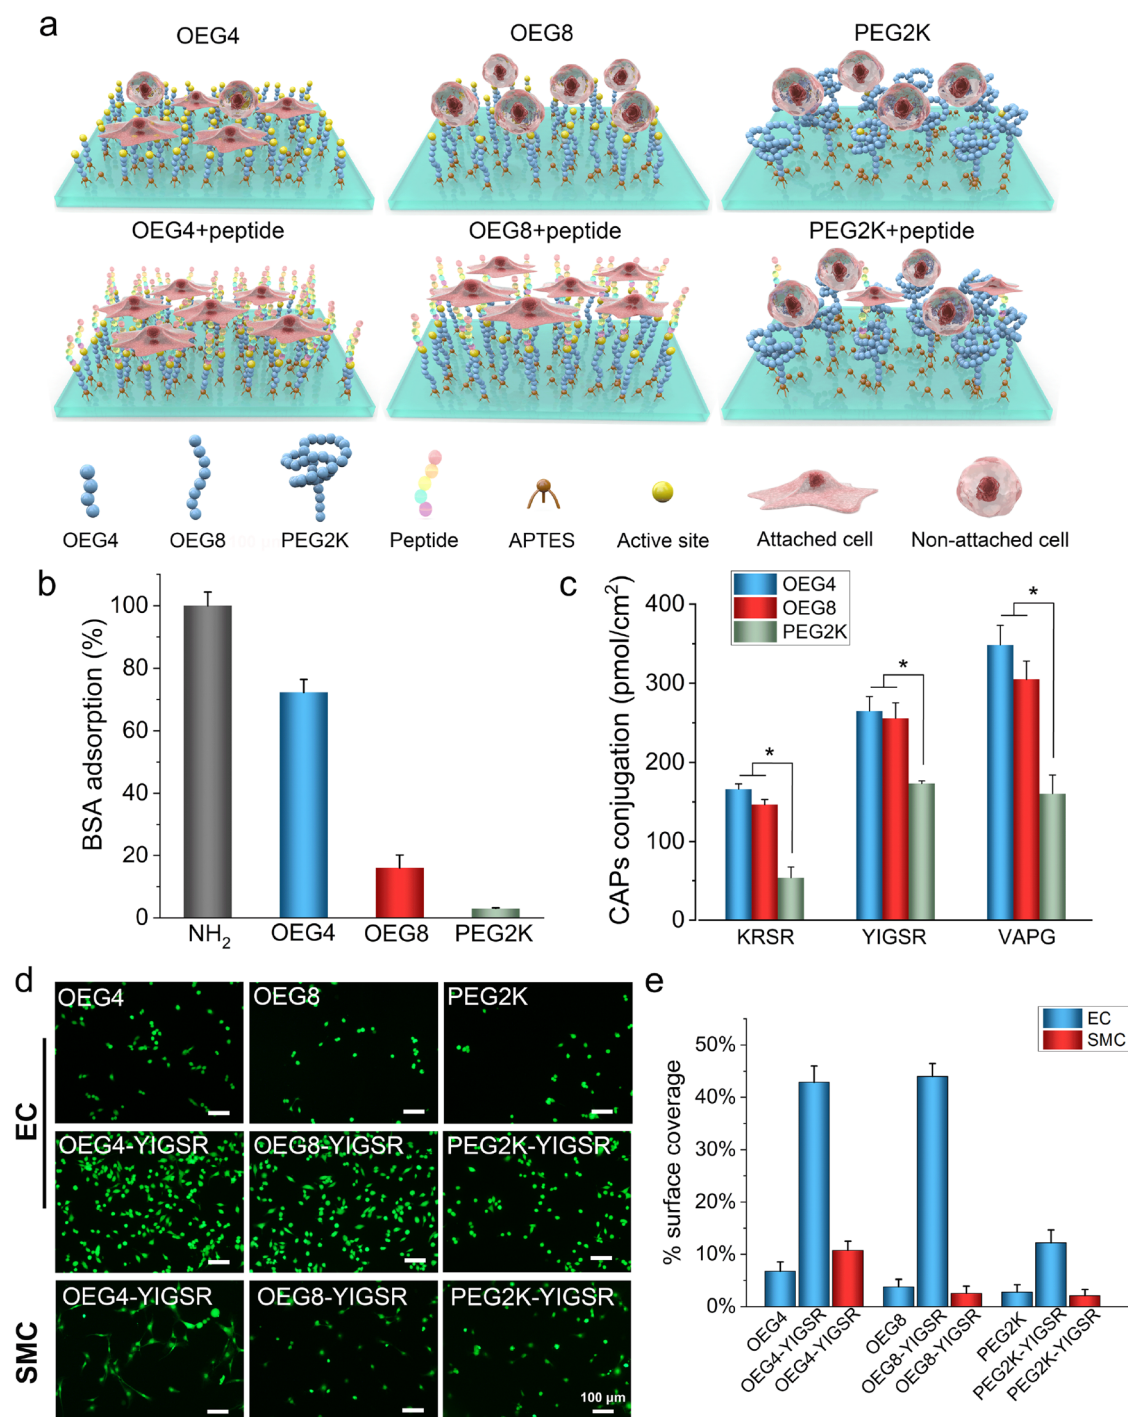 a
OEG4 OEG8 PEG2K
OEG4+peptide OEG8+peptide PEG2K+peptide
OEG4 OEG8 PEG2K Peptide APTES Active site Attached cell Non-attached cell
b
BSA adsorption (%)
100
80
60
40
20
0
NH2 OEG4 OEG8 PEG2K
c
OEG4
OEG8
PEG2K
CAPs conjugation (pmol/cm²)
400
300
200
100
0
* * *
KRSR YIGSR VAPG
d
EC
OEG4 OEG8 PEG2K
OEG4-YIGSR OEG8-YIGSR PEG2K-YIGSR
SMC
OEG4-YIGSR OEG8-YIGSR PEG2K-YIGSR
100 μm
e
EC
SMC
% surface coverage
50%
40%
30%
20%
10%
0%
OEG4
OEG4-YIGSR
OEG4-YIGSR
OEG8
OEG8-YIGSR
OEG8-YIGSR
PEG2K
PEG2K-YIGSR
PEG2K-YIGSR